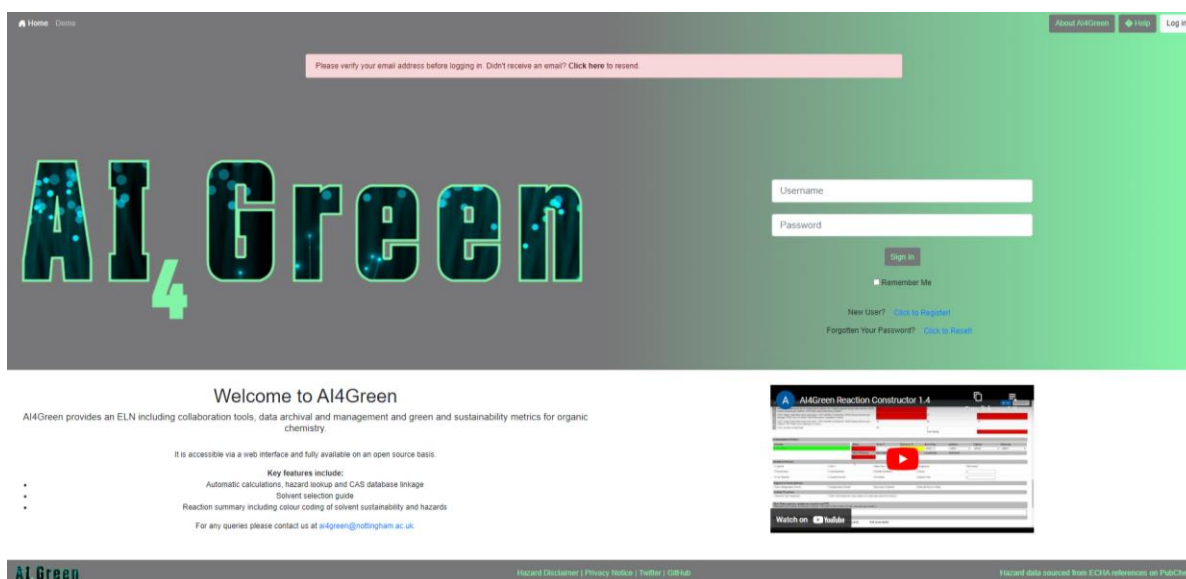 Home Demo
About AI4Green Help Log in
Please verify your email address before logging in. Didn't receive an email? Click here to resend.
AI4Green
Username
Password
Sign In
Remember Me
New User? Click to Register!
Forgotten Your Password? Click to Reset!
Welcome to AI4Green
AI4Green provides an ELN including collaboration tools, data archival and management and green and sustainability metrics for organic
chemistry.
It is accessible via a web interface and fully available on an open source basis.
Key features include:
Automatic calculations, hazard lookup and CAS database linkage
Solvent selection guide
Reaction summary including colour coding of solvent sustainability and hazards
For any queries please contact us at ai4green@nottingham.ac.uk.
A AI4Green Reaction Constructor 1.4
Watch on YouTube
AI Green
Hazard Disclaimer | Privacy Notice | Twitter | GitHub
Hazard data sourced from ECHA references on PubChe